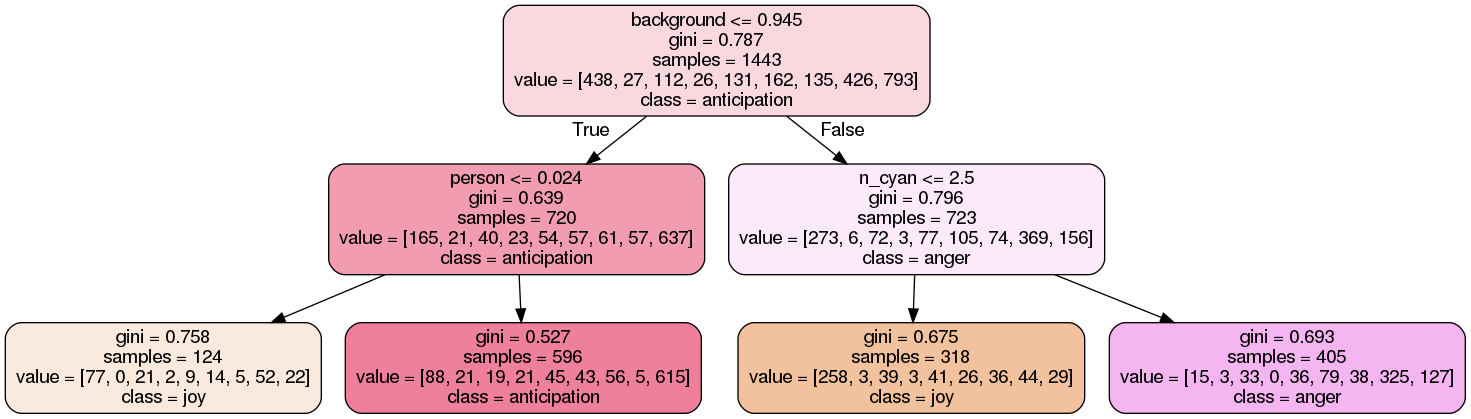 background <= 0.945
gini = 0.787
samples = 1443
value = [438, 27, 112, 26, 131, 162, 135, 426, 793]
class = anticipation
True
False
person <= 0.024
gini = 0.639
samples = 720
value = [165, 21, 40, 23, 54, 57, 61, 57, 637]
class = anticipation
n_cyan <= 2.5
gini = 0.796
samples = 723
value = [273, 6, 72, 3, 77, 105, 74, 369, 156]
class = anger
gini = 0.758
samples = 124
value = [77, 0, 21, 2, 9, 14, 5, 52, 22]
class = joy
gini = 0.527
samples = 596
value = [88, 21, 19, 21, 45, 43, 56, 5, 615]
class = anticipation
gini = 0.675
samples = 318
value = [258, 3, 39, 3, 41, 26, 36, 44, 29]
class = joy
gini = 0.693
samples = 405
value = [15, 3, 33, 0, 36, 79, 38, 325, 127]
class = anger